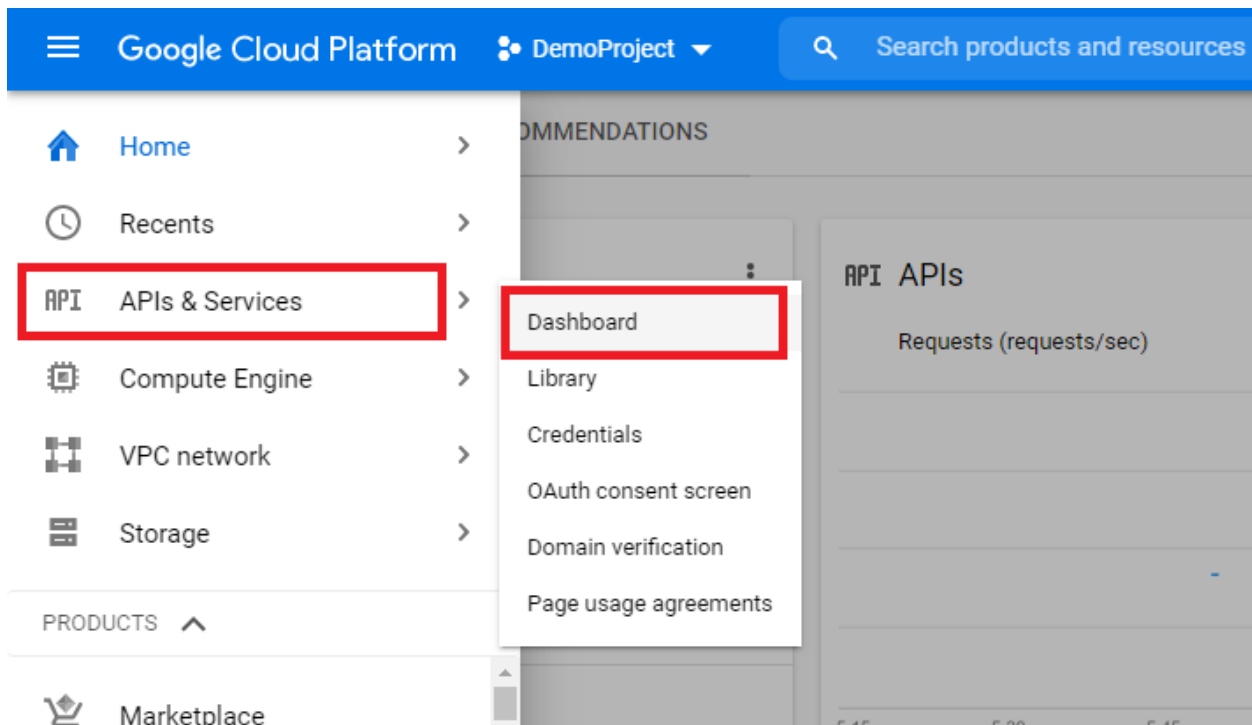 Google Cloud Platform DemoProject Search products and resources
OMMENDATIONS
Home
Recents
API APIs & Services
Compute Engine
VPC network
Storage
PRODUCTS
Marketplace
Dashboard
Library
Credentials
OAuth consent screen
Domain verification
Page usage agreements
API APIs
Requests (requests/sec)